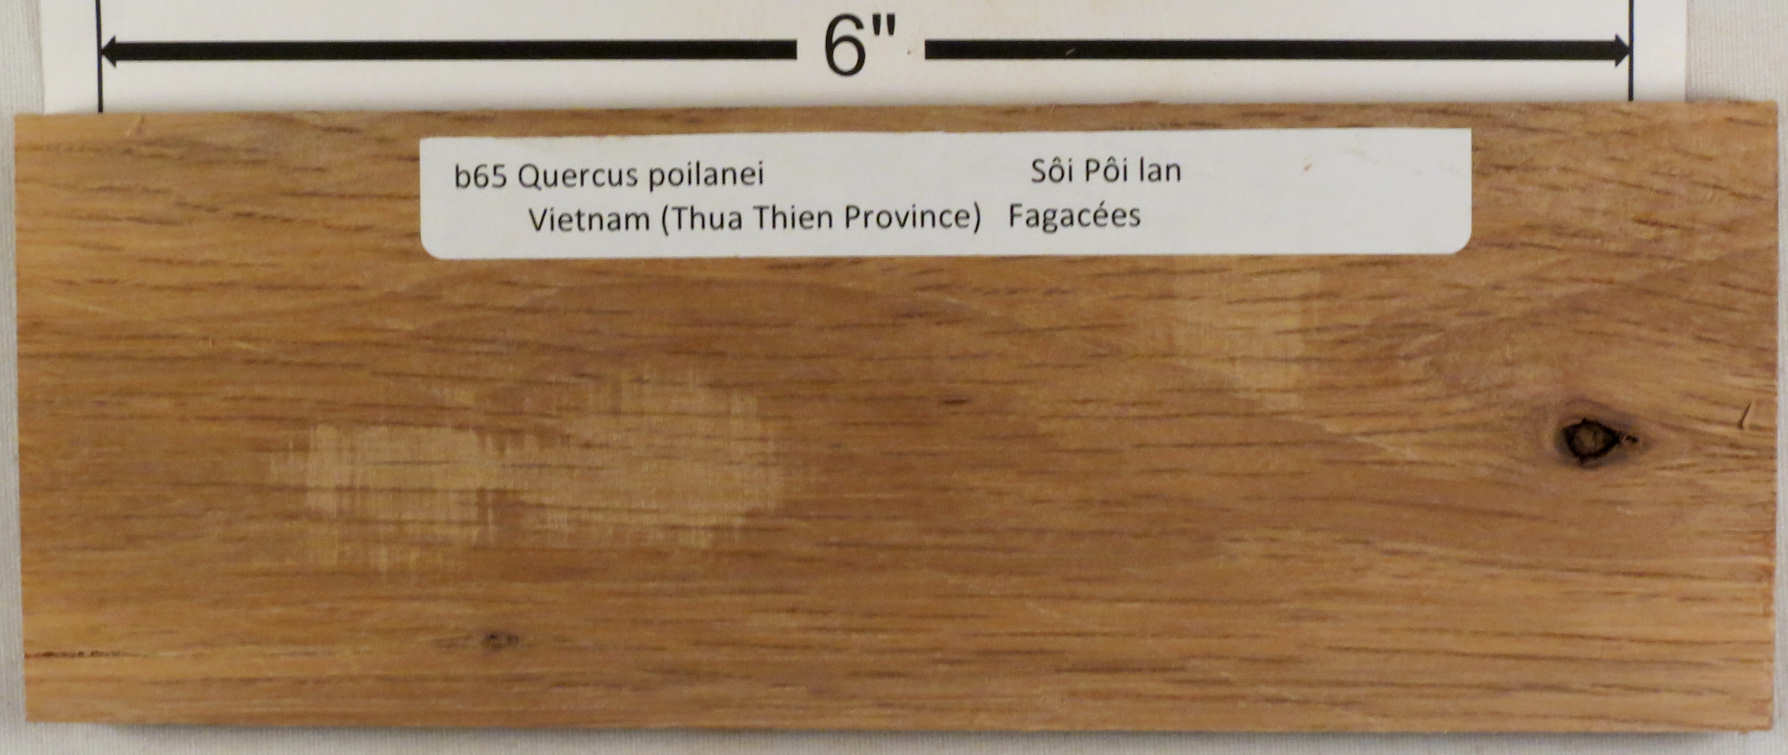 6"
b65 Quercus poilanei Sôi Pôi lan
Vietnam (Thua Thien Province) Fagacées